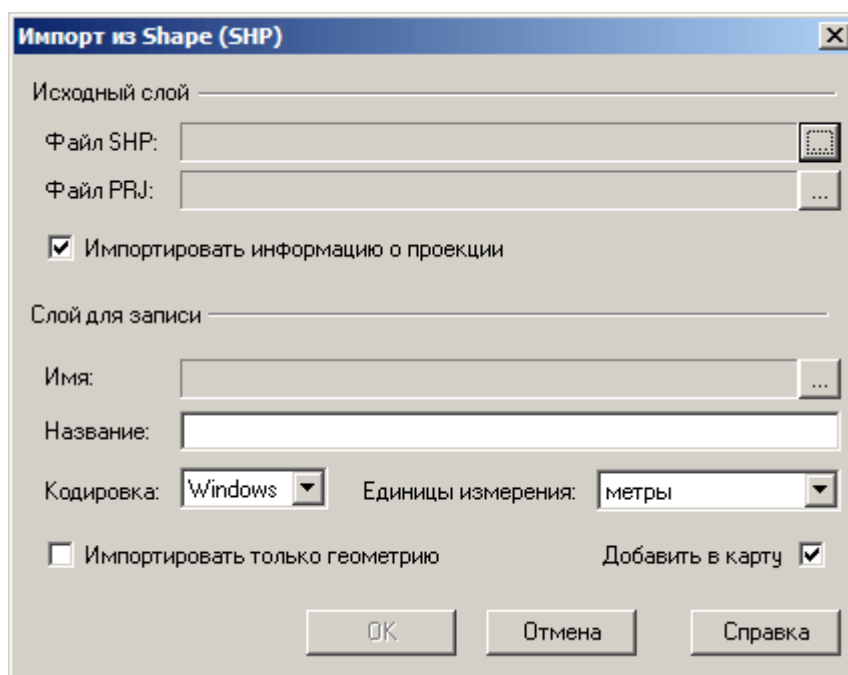 Импорт из Shape (SHP)
Исходный слой
Файл SHP: ...
Файл PRJ: ...
Импортировать информацию о проекции
Слой для записи
Имя: ...
Название:
Кодировка: Windows Единицы измерения: метры
Импортировать только геометрию Добавить в карту
OK Отмена Справка